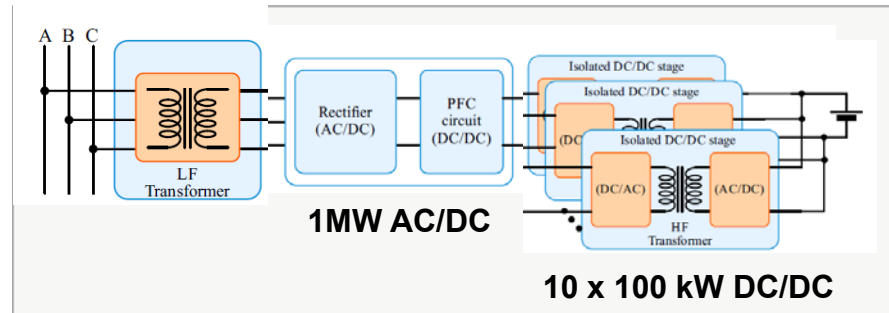 A B C
LF
Transformer
Rectifier
(AC/DC)
PFC
circuit
(DC/DC)
1MW AC/DC
Isolated DC/DC stage
Isolated DC/DC stage
(DC
Isolated DC/DC stage
(DC/AC)
(AC/DC)
HF
Transformer
10 x 100 kW DC/DC